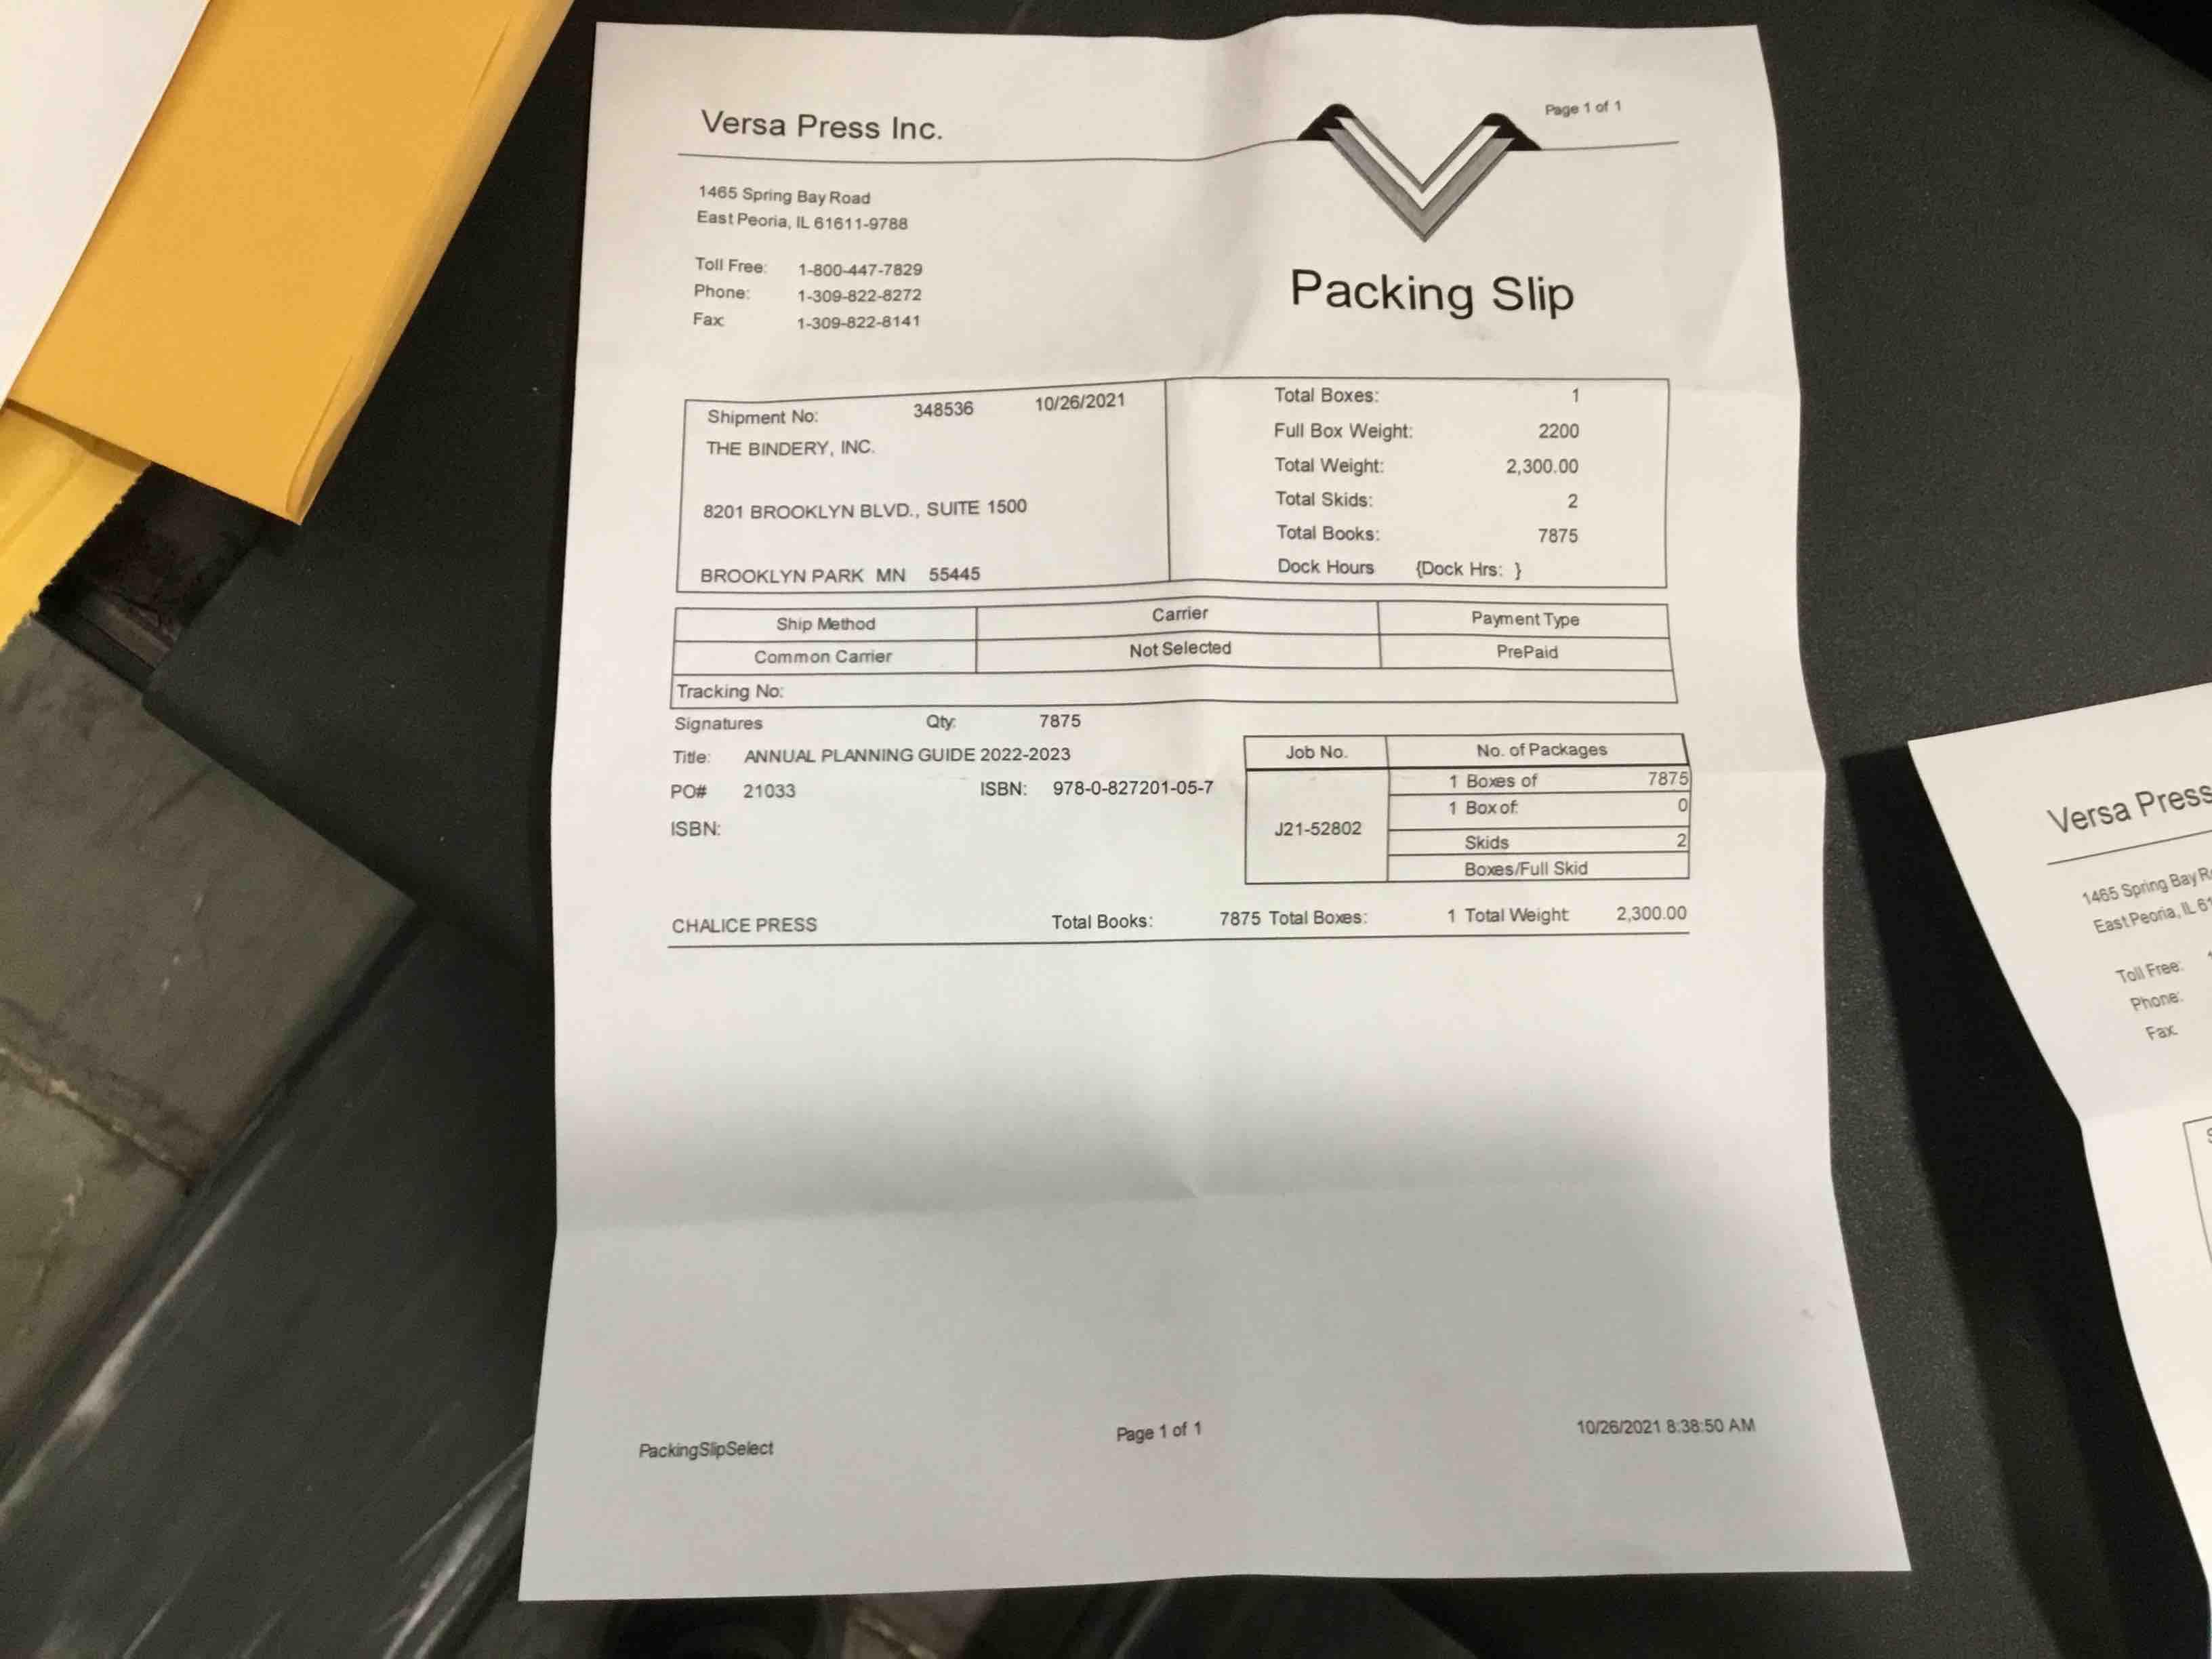 Versa Press Inc.
Page 1 of 1
1465 Spring Bay Road
East Peoria, IL 61611-9788
Toll Free: 1-800-447-7829
Phone: 1-309-822-8272
Fax: 1-309-822-8141
Packing Slip
Shipment No: 348536 10/26/2021
THE BINDERY, INC.
8201 BROOKLYN BLVD., SUITE 1500
BROOKLYN PARK MN 55445
Total Boxes: 1
Full Box Weight: 2200
Total Weight: 2,300.00
Total Skids: 2
Total Books: 7875
Dock Hours {Dock Hrs: }
Ship Method Carrier Payment Type
Common Carrier Not Selected PrePaid
Tracking No:
Signatures Qty: 7875
Title: ANNUAL PLANNING GUIDE 2022-2023
PO# 21033 ISBN: 978-0-827201-05-7
ISBN:
Job No. No. of Packages
J21-52802
1 Boxes of 7875
1 Box of: 0
Skids 2
Boxes/Full Skid
CHALICE PRESS Total Books: 7875 Total Boxes: 1 Total Weight: 2,300.00
PackingSlipSelect Page 1 of 1 10/26/2021 8:38:50 AM
Versa Press
1465 Spring Bay
East Peoria, IL
Toll Free:
Phone:
Fax: